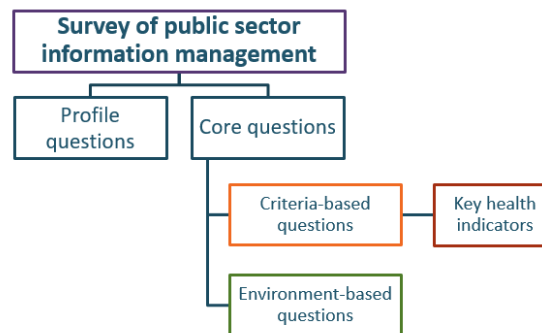 Survey of public sector
information management
Profile
questions
Core questions
Criteria-based
questions
Key health
indicators
Environment-based
questions